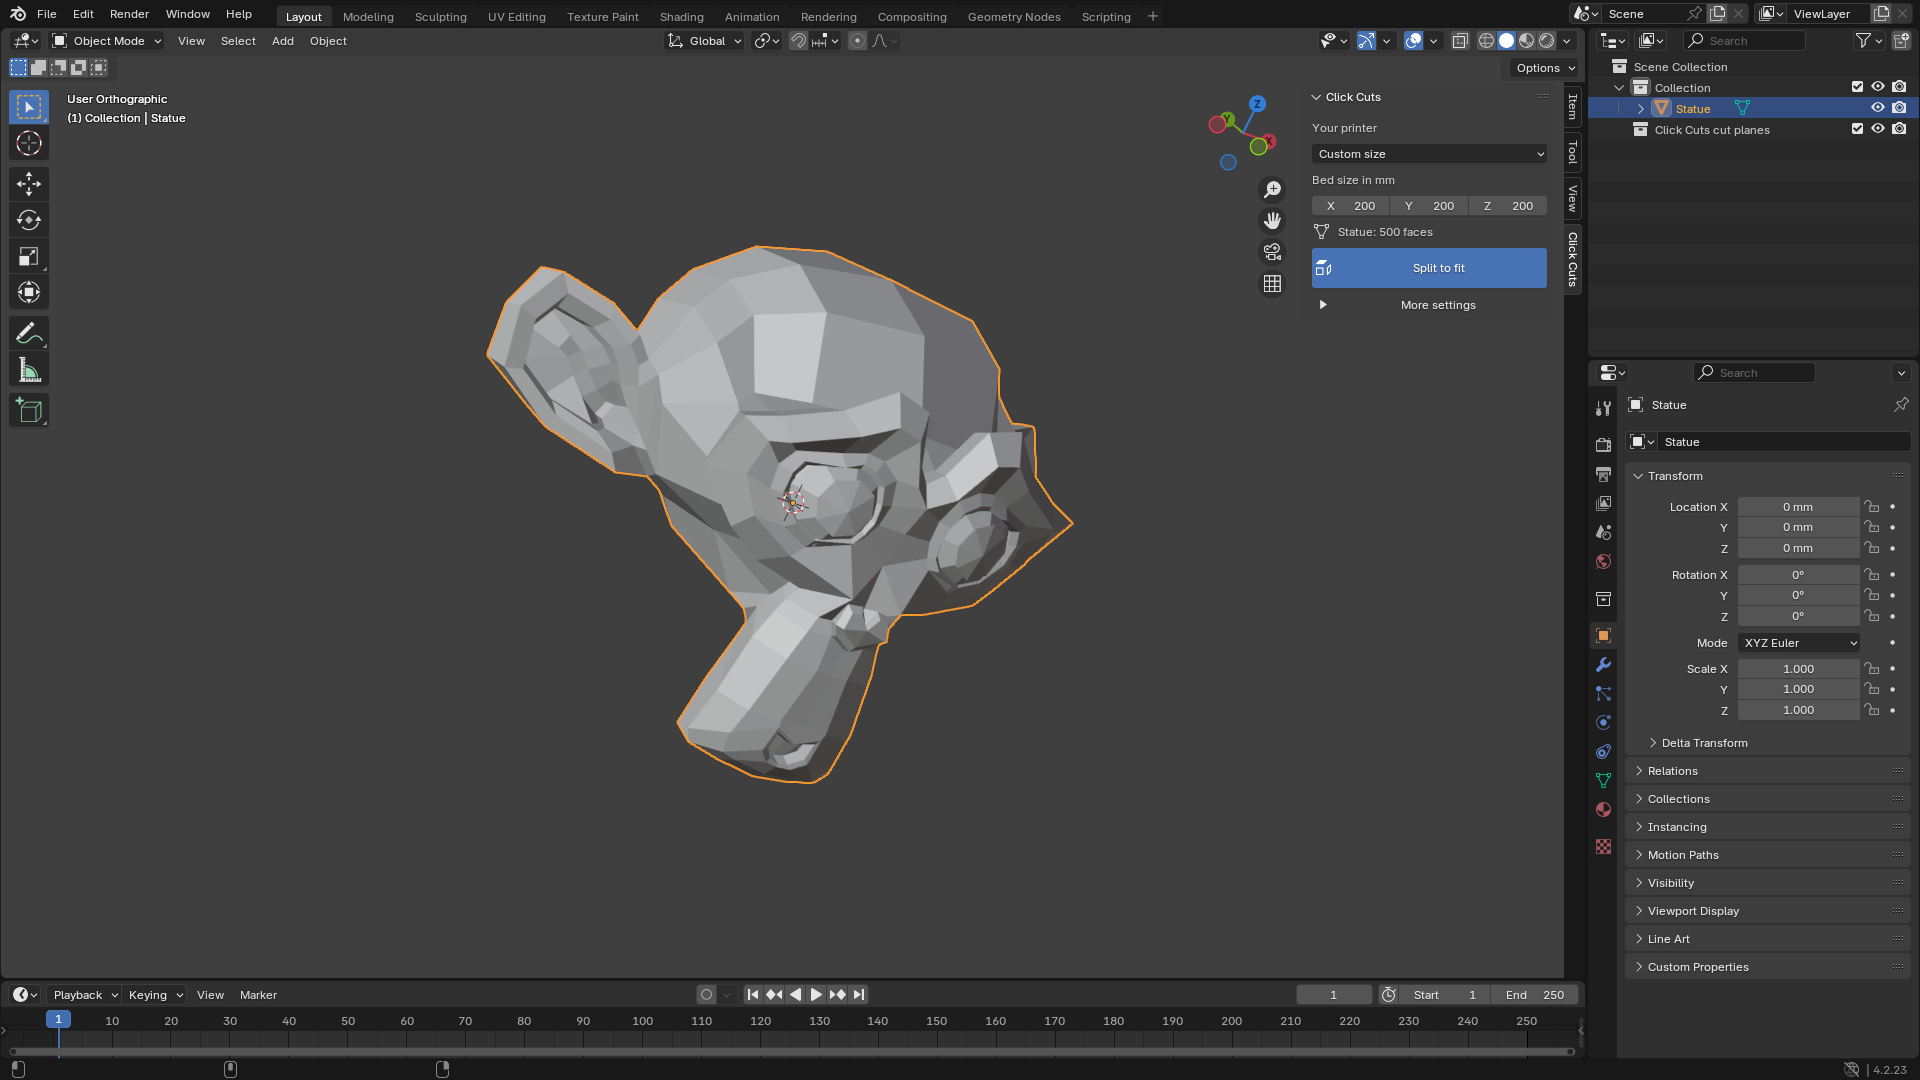 File Edit Render Window Help Layout Modeling Sculpting UV Editing Texture Paint Shading Animation Rendering Compositing Geometry Nodes Scripting Scene ViewLayer
Object Mode View Select Add Object Global Search
Options
User Orthographic
(1) Collection | Statue
Z
Y
X
Click Cuts
Your printer
Custom size
Bed size in mm
X 200 Y 200 Z 200
Statue: 500 faces
Split to fit
More settings
Item
Tool
View
Click Cuts
Scene Collection
Collection
Statue
Click Cuts cut planes
Search
Statue
Statue
Transform
Location X 0 mm
Y 0 mm
Z 0 mm
Rotation X 0°
Y 0°
Z 0°
Mode XYZ Euler
Scale X 1.000
Y 1.000
Z 1.000
Delta Transform
Relations
Collections
Instancing
Motion Paths
Visibility
Viewport Display
Line Art
Custom Properties
Playback Keying View Marker 1 Start 1 End 250
1 10 20 30 40 50 60 70 80 90 100 110 120 130 140 150 160 170 180 190 200 210 220 230 240 250
4.2.23